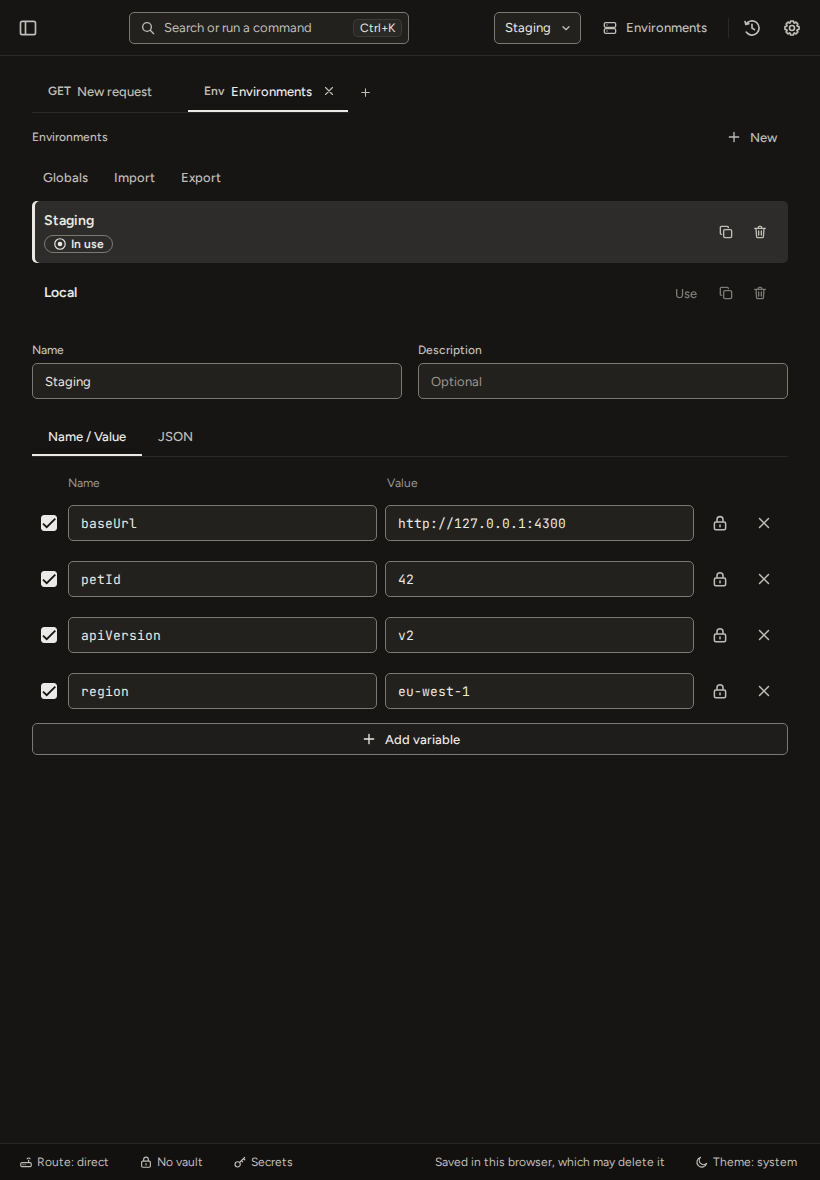 Search or run a command Ctrl+K Staging Environments
GET New request Env Environments
Environments New
Globals Import Export
Staging
In use
Local Use
Name Description
Staging Optional
Name / Value JSON
Name Value
baseUrl http://127.0.0.1:4300
petId 42
apiVersion v2
region eu-west-1
Add variable
Route: direct No vault Secrets Saved in this browser, which may delete it Theme: system